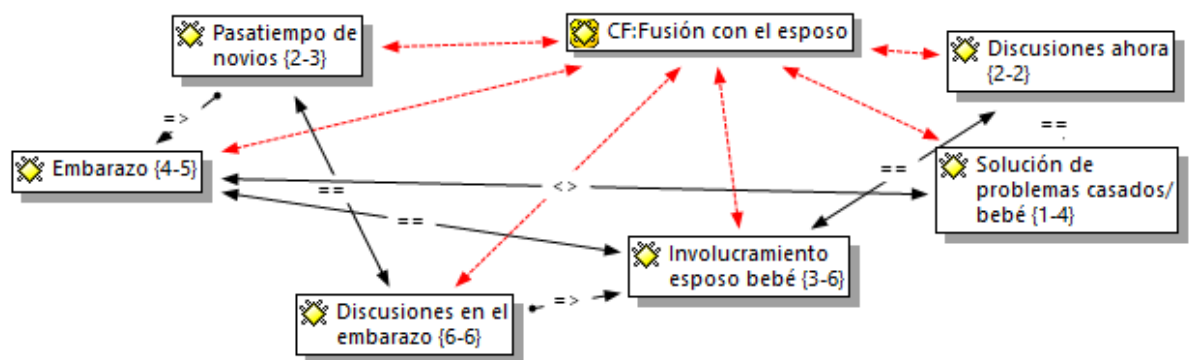 Pasatiempo de
novios {2-3}
CF:Fusión con el esposo
Discusiones ahora
{2-2}
=>
==
Embarazo {4-5}
==
<>
Solución de
problemas casados/
bebé {1-4}
==
==
Involucramiento
esposo bebé {3-6}
Discusiones en el
embarazo {6-6}
=>